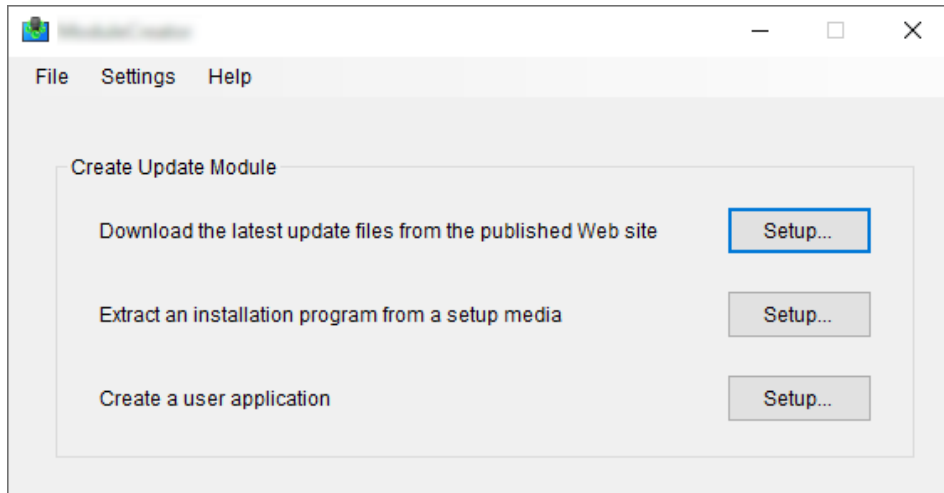 File Settings Help
Create Update Module
Download the latest update files from the published Web site Setup...
Extract an installation program from a setup media Setup...
Create a user application Setup...